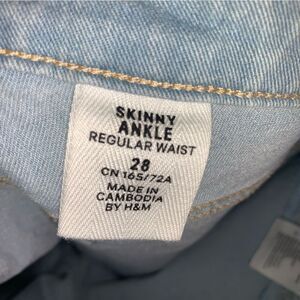 SKINNY
ANKLE
REGULAR WAIST
28
CN 165/72A
MADE IN
CAMBODIA
BY H&M